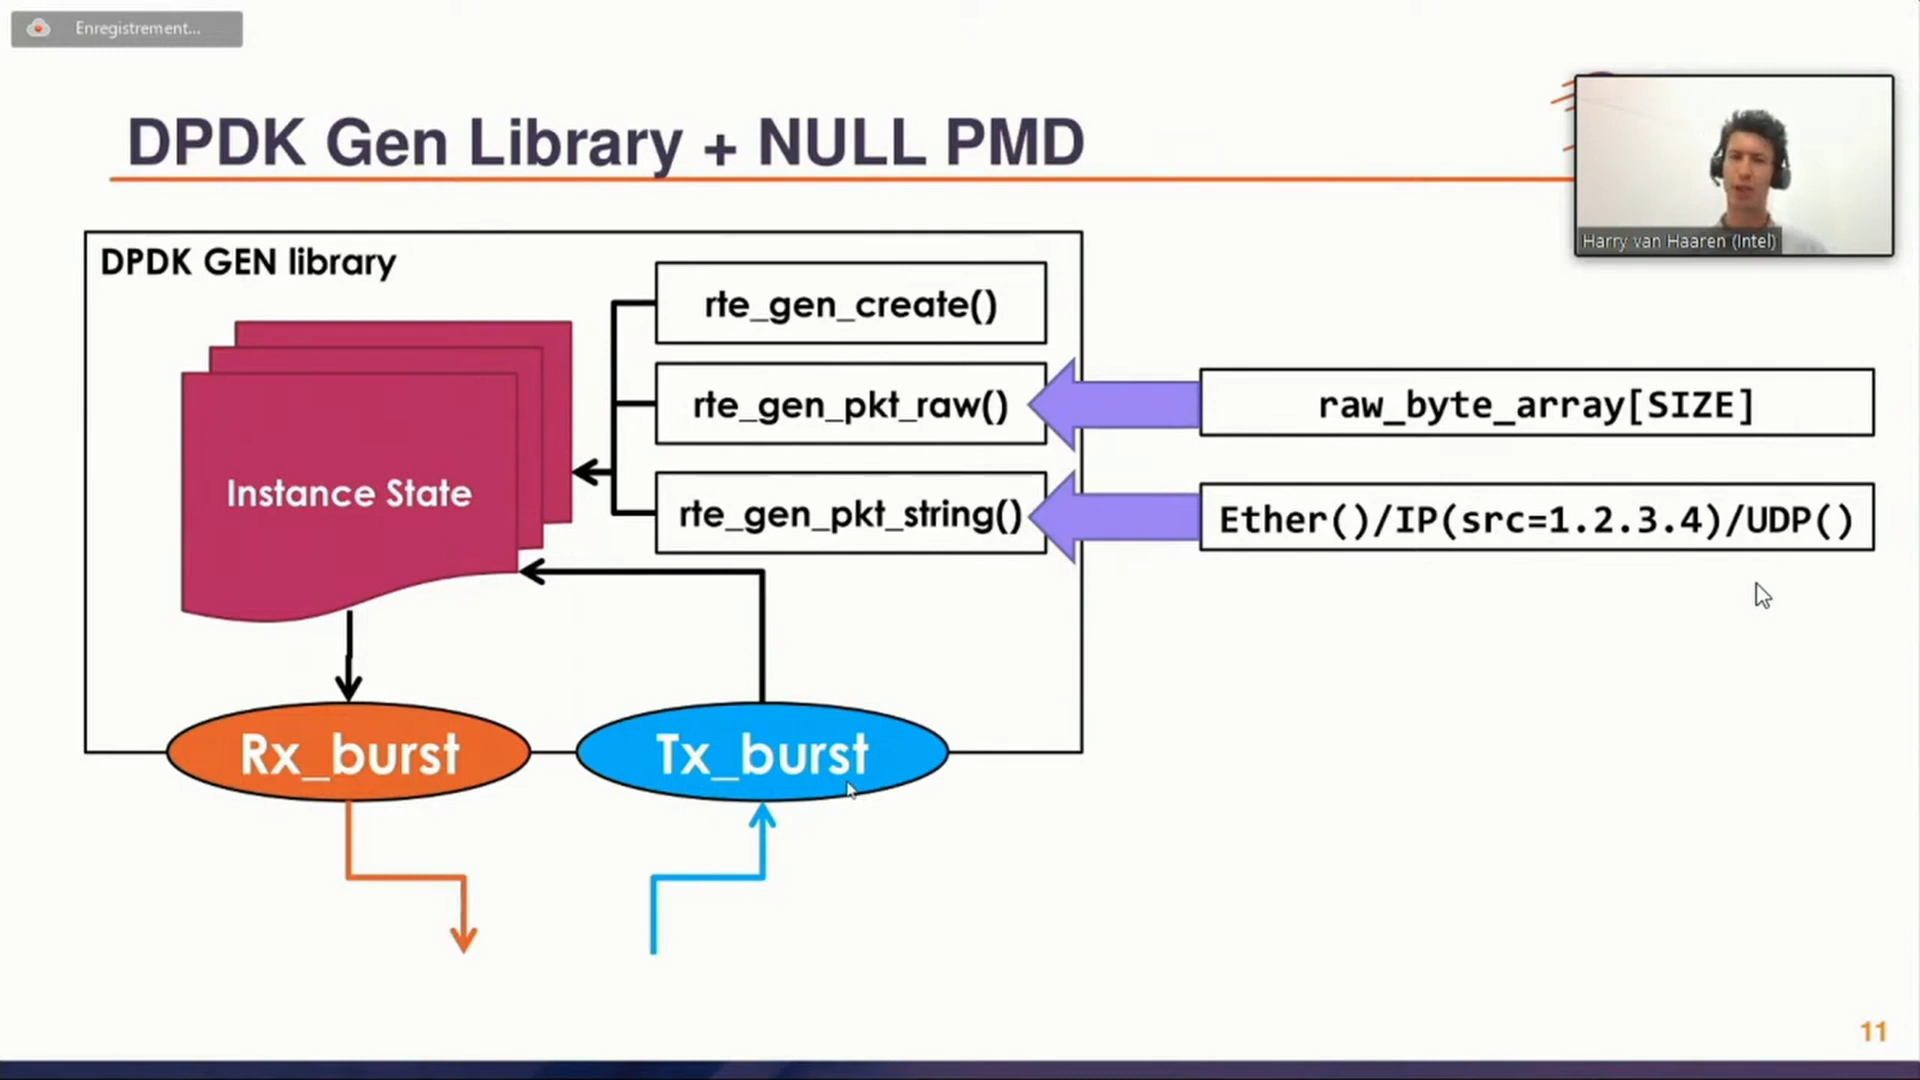 Enregistrement...
DPDK Gen Library + NULL PMD
Harry van Haaren (Intel)
DPDK GEN library
rte_gen_create()
rte_gen_pkt_raw()
raw_byte_array[SIZE]
Instance State
rte_gen_pkt_string()
Ether()/IP(src=1.2.3.4)/UDP()
Rx_burst
Tx_burst
11